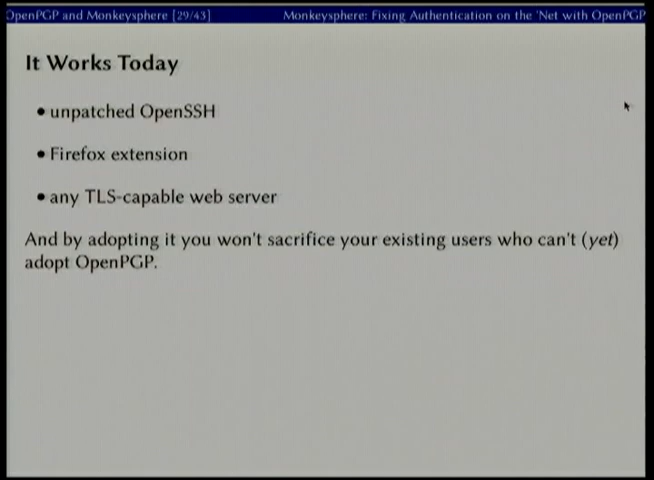 OpenPGP and Monkeysphere [29/43] Monkeysphere: Fixing Authentication on the 'Net with OpenPGP
It Works Today
• unpatched OpenSSH
• Firefox extension
• any TLS-capable web server
And by adopting it you won't sacrifice your existing users who can't (yet)
adopt OpenPGP.